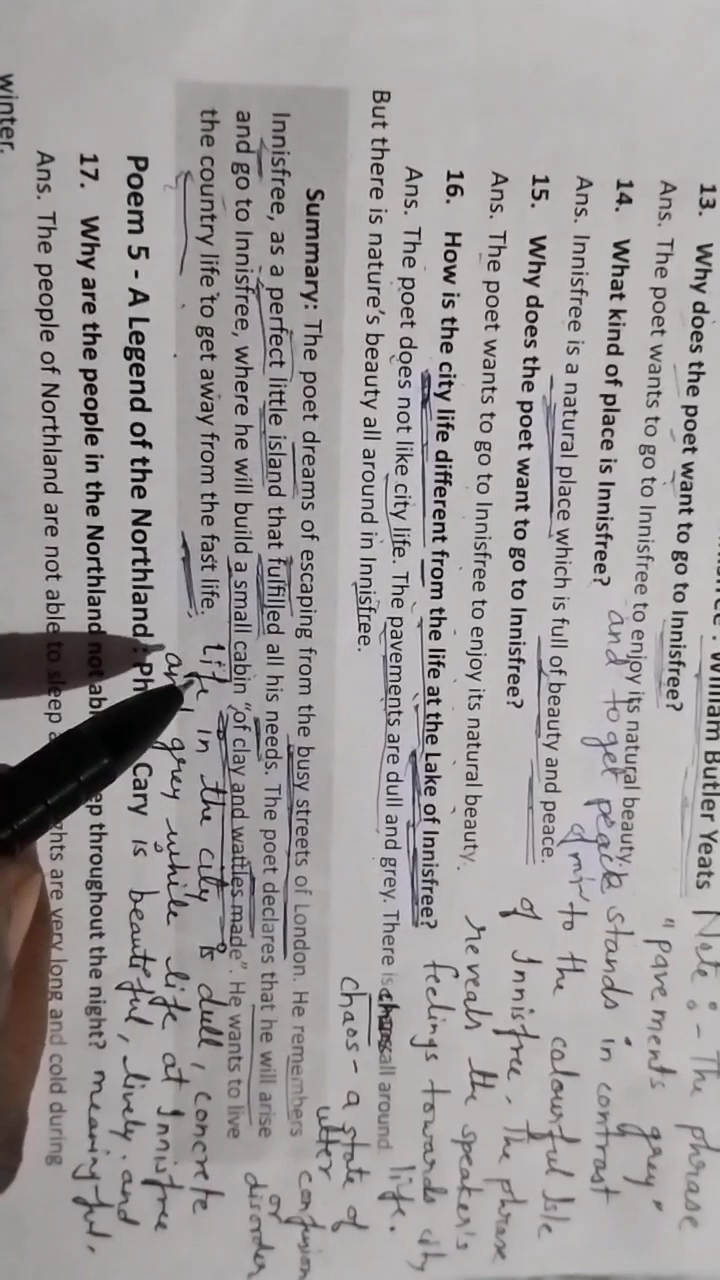 : William Butler Yeats
13. Why does the poet want to go to Innisfree?
Ans. The poet wants to go to Innisfree to enjoy its natural beauty.
and to get peace
14. What kind of place is Innisfree?
Ans. Innisfree is a natural place which is full of beauty and peace.
15. Why does the poet want to go to Innisfree?
Ans. The poet wants to go to Innisfree to enjoy its natural beauty.
16. How is the city life different from the life at the Lake of Innisfree?
Ans. The poet does not like city life. The pavements are dull and grey. There is chaos all around
But there is nature's beauty all around in Innisfree.
Summary: The poet dreams of escaping from the busy streets of London. He remembers
Innisfree, as a perfect little island that fulfilled all his needs. The poet declares that he will arise
and go to Innisfree, where he will build a small cabin "of clay and wattles made". He wants to live
the country life to get away from the fast life.
Life in the city is dull, concrete
and grey while life at Innisfree
is beautiful, lively. and
meaningful.
Note :- The phrase
"pavements grey"
stands in contrast
to the colourful Isle
of Innisfree. The phrase
reveals the speaker's
feelings towards city
life.
chaos - a state of
utter confusion
or
disorder
Poem 5 - A Legend of the Northland : Cary
17. Why are the people in the Northland not throughout the night?
Ans. The people of Northland are not able to sleep are very long and cold during
winter.